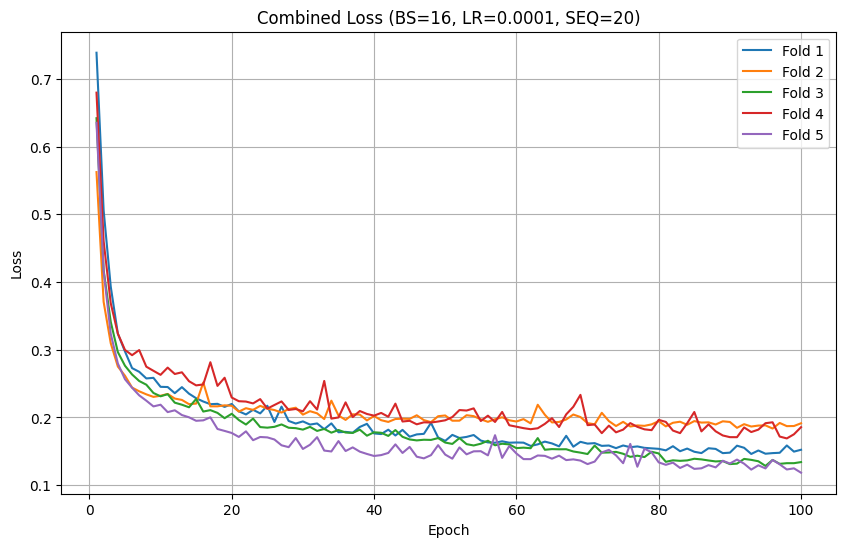 Combined Loss (BS=16, LR=0.0001, SEQ=20)
Fold 1
Fold 2
Fold 3
Fold 4
Fold 5
Loss
0.7
0.6
0.5
0.4
0.3
0.2
0.1
0
20
40
60
80
100
Epoch